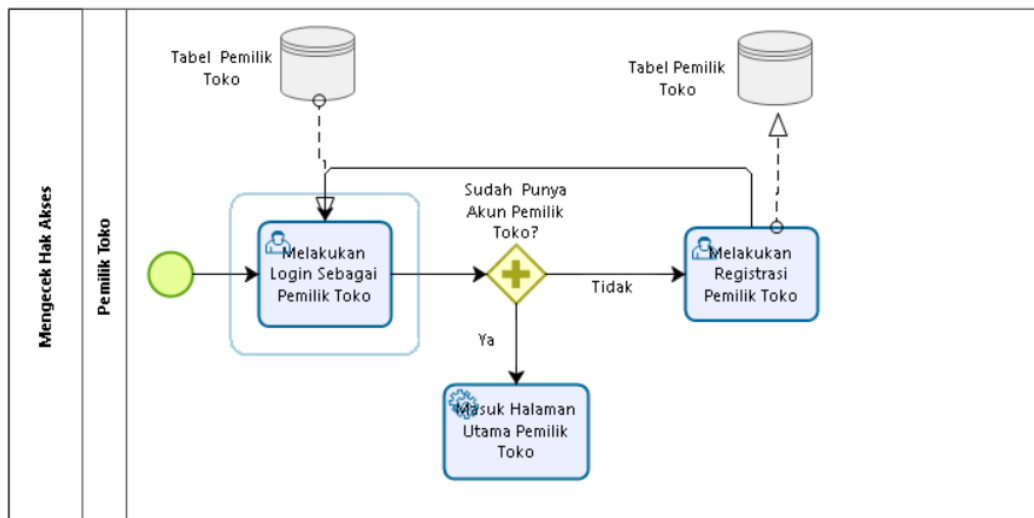 Mengecek Hak Akses
Pemilik Toko
Tabel Pemilik
Toko
Tabel Pemilik
Toko
Sudah Punya
Akun Pemilik
Toko?
Melakukan
Login Sebagai
Pemilik Toko
Tidak
Melakukan
Registrasi
Pemilik Toko
Ya
Masuk Halaman
Utama Pemilik
Toko